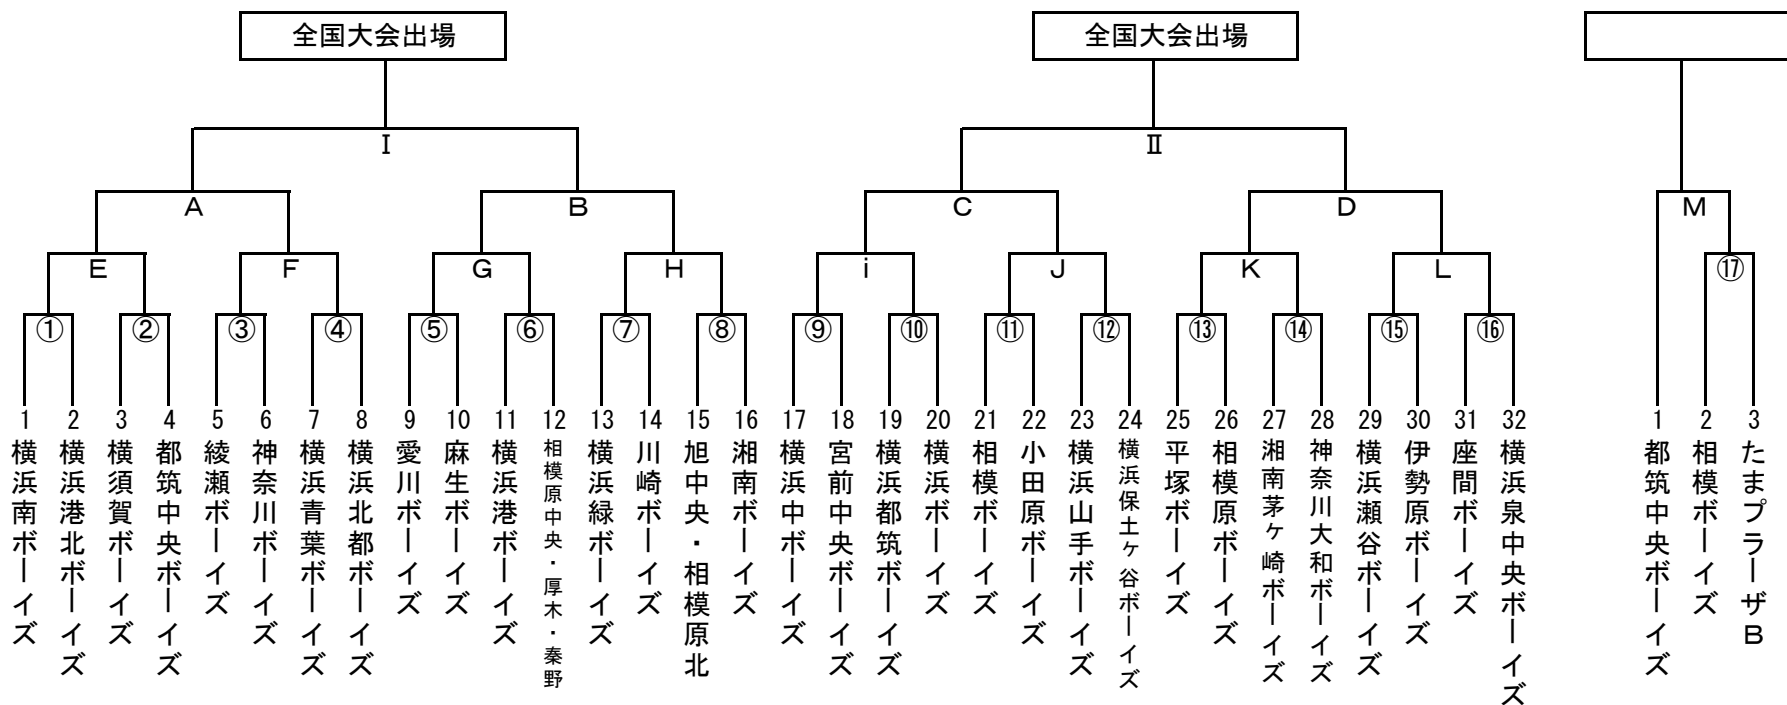 全国大会出場
全国大会出場
Ⅰ
Ⅱ
A
B
C
D
M
E
F
G
H
i
J
K
L
⑰
①
②
③
④
⑤
⑥
⑦
⑧
⑨
⑩
⑪
⑫
⑬
⑭
⑮
⑯
1 横浜南ボーイズ
2 横浜港北ボーイズ
3 横須賀ボーイズ
4 都筑中央ボーイズ
5 綾瀬ボーイズ
6 神奈川ボーイズ
7 横浜青葉ボーイズ
8 横浜北都ボーイズ
9 愛川ボーイズ
10 麻生ボーイズ
11 横浜港ボーイズ
12 相模原中央・厚木・秦野
13 横浜緑ボーイズ
14 川崎ボーイズ
15 旭中央・相模原北
16 湘南ボーイズ
17 横浜中ボーイズ
18 宮前中央ボーイズ
19 横浜都筑ボーイズ
20 横浜ボーイズ
21 相模ボーイズ
22 小田原ボーイズ
23 横浜山手ボーイズ
24 横浜保土ヶ谷ボーイズ
25 平塚ボーイズ
26 相模原ボーイズ
27 湘南茅ケ崎ボーイズ
28 神奈川大和ボーイズ
29 横浜瀬谷ボーイズ
30 伊勢原ボーイズ
31 座間ボーイズ
32 横浜泉中央ボーイズ
1 都筑中央ボーイズ
2 相模ボーイズ
3 たまプラーザB